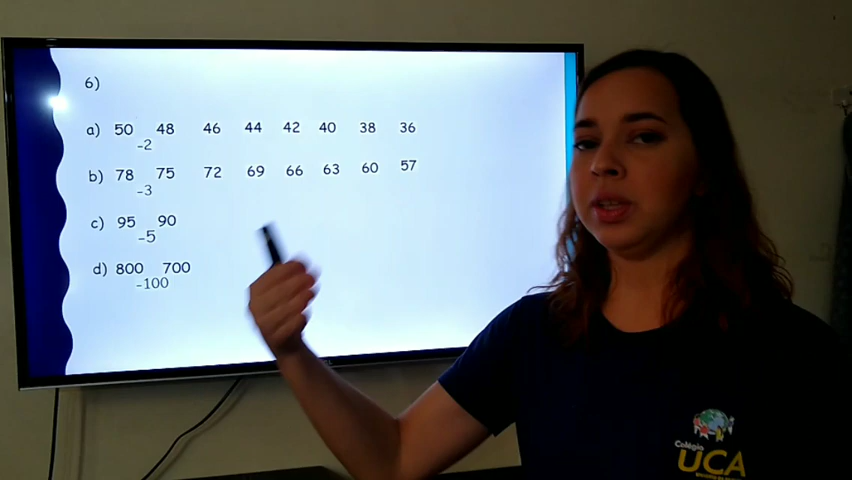 6)
a) 50 48 46 44 42 40 38 36
-2
b) 78 75 72 69 66 63 60 57
-3
c) 95 90
-5
d) 800 700
-100
Colégio
UCA